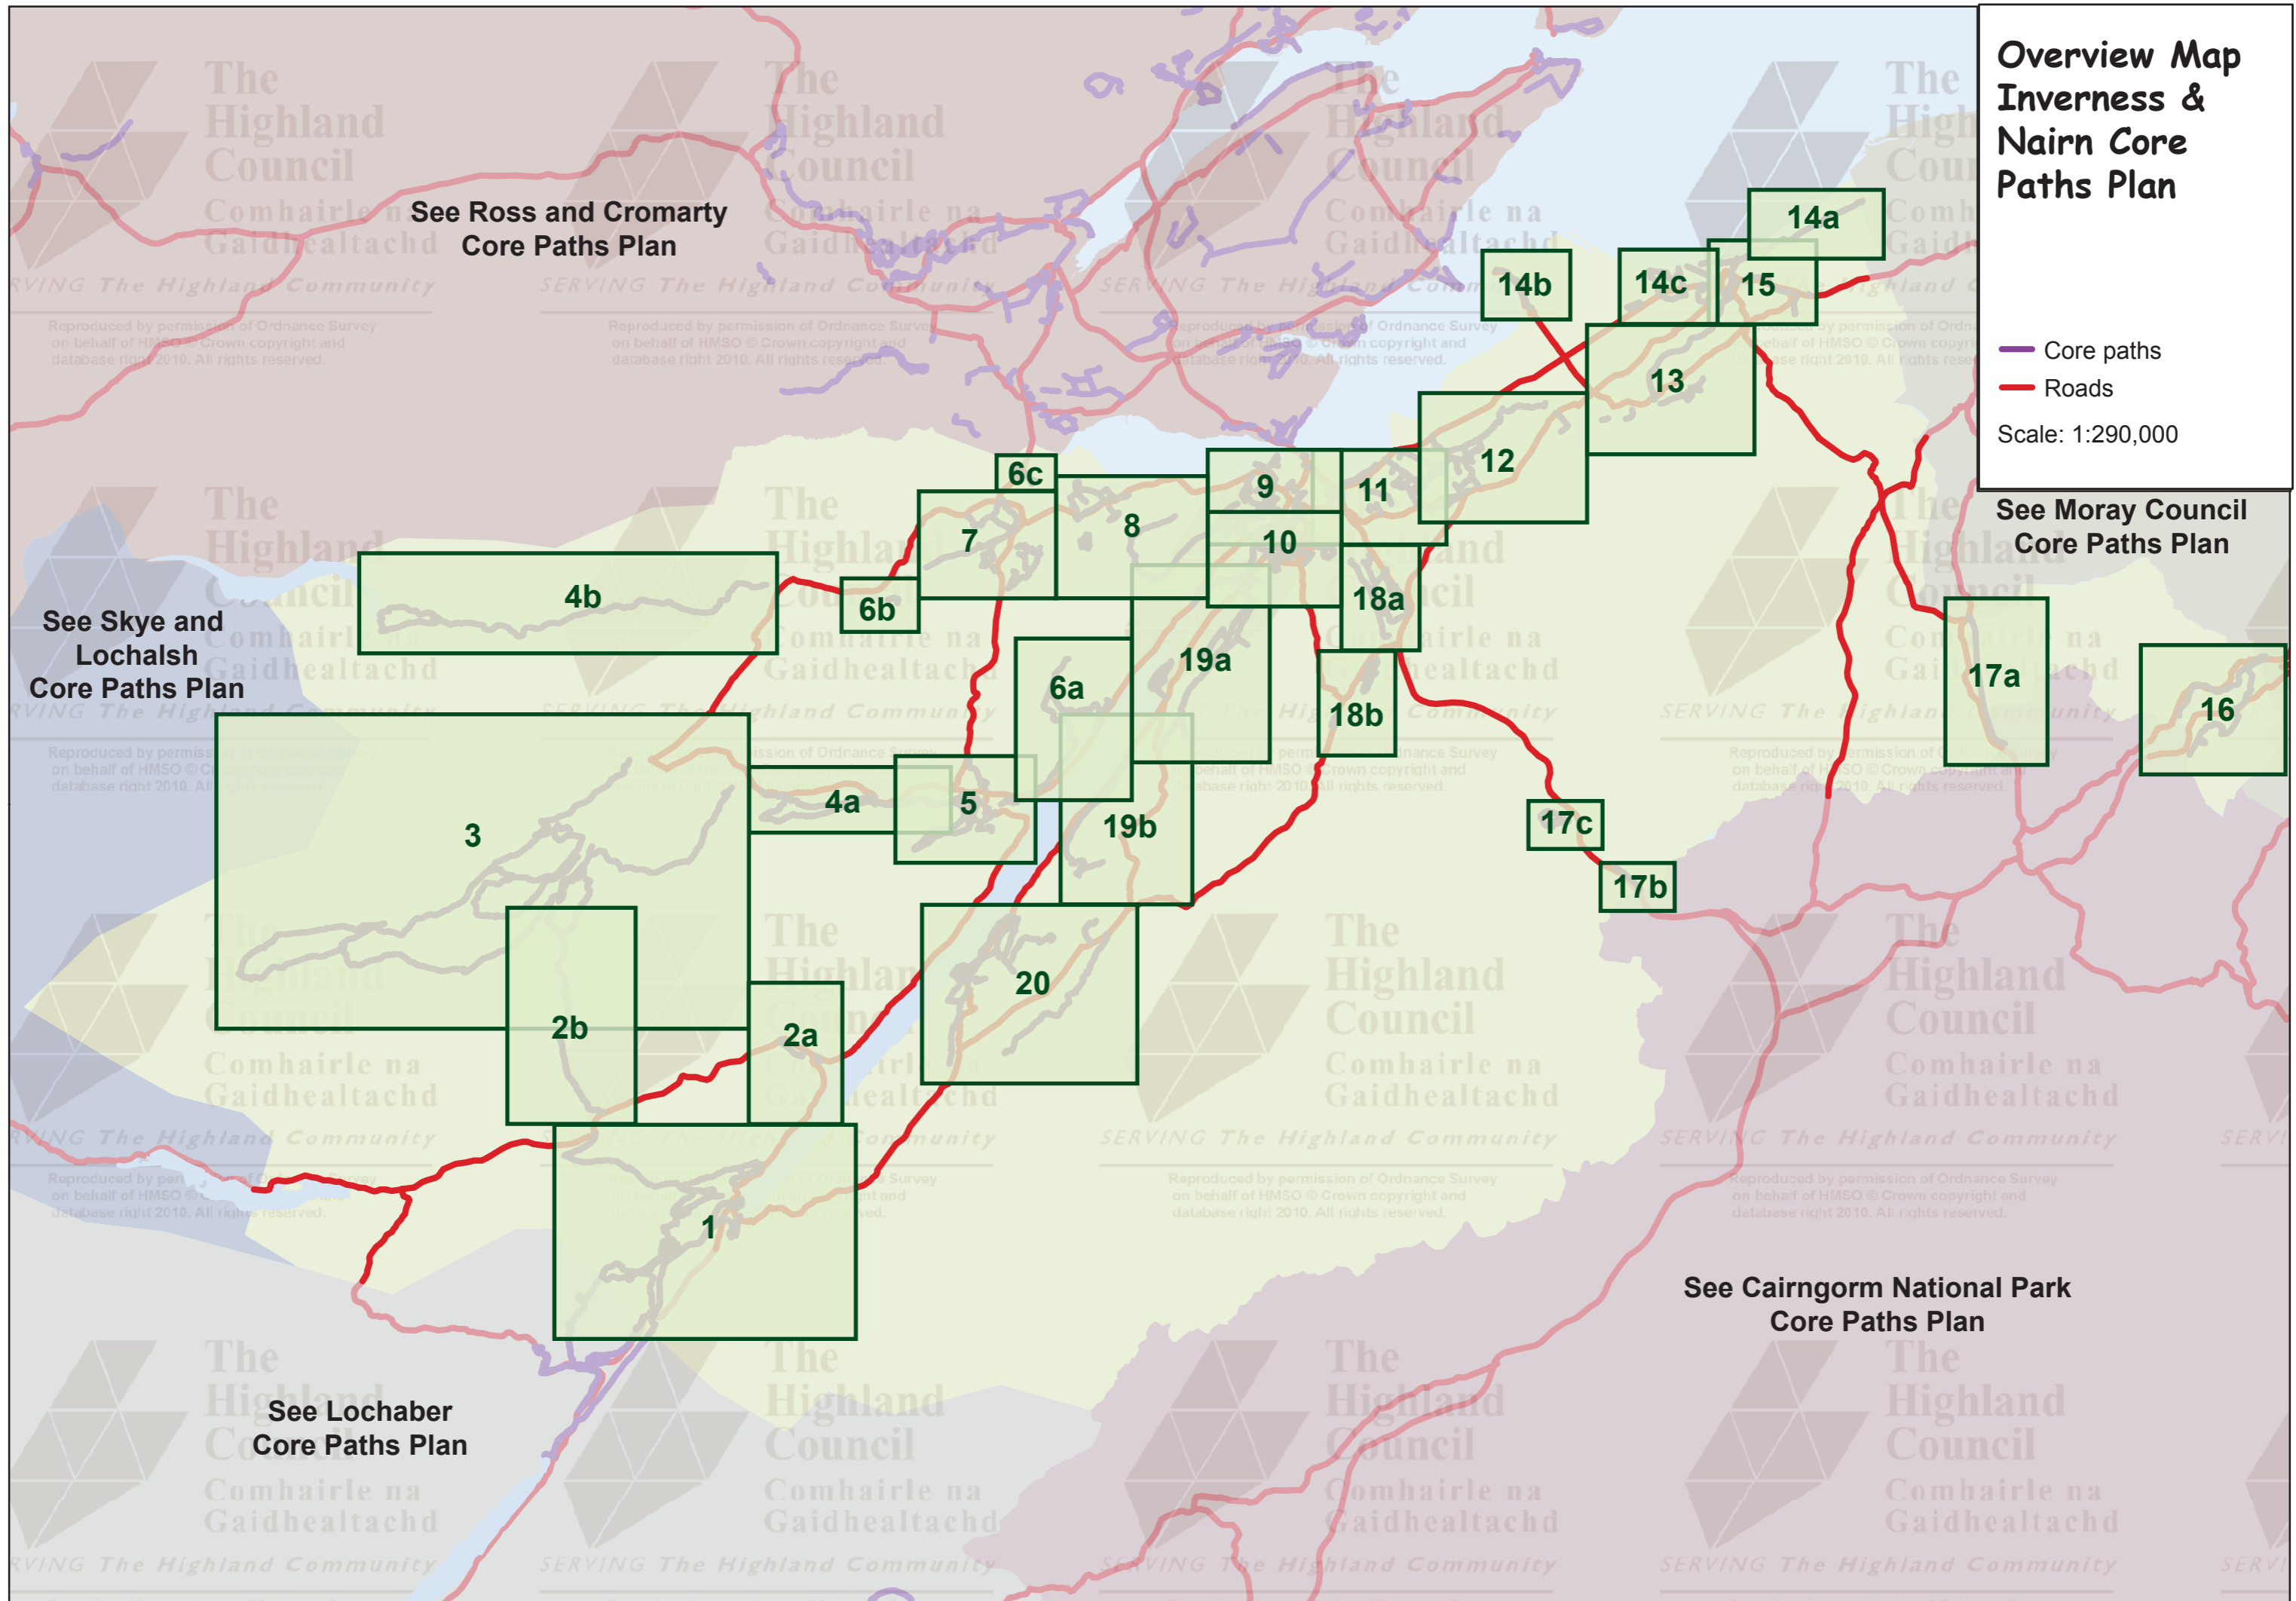 Overview Map
Inverness &
Nairn Core
Paths Plan
Core paths
Roads
Scale: 1:290,000
See Ross and Cromarty
Core Paths Plan
See Skye and
Lochalsh
Core Paths Plan
See Moray Council
Core Paths Plan
See Cairngorm National Park
Core Paths Plan
See Lochaber
Core Paths Plan
14a
14b
14c
15
13
12
6c
9
11
7
8
10
4b
6b
18a
19a
6a
17a
18b
16
4a
5
3
19b
17c
17b
20
2b
2a
1
The
Highland
Council
Comhairle na
Gaidhealtachd
SERVING The Highland Community
Reproduced by permission of Ordnance Survey
on behalf of HMSO © Crown copyright and
database right 2010. All rights reserved.